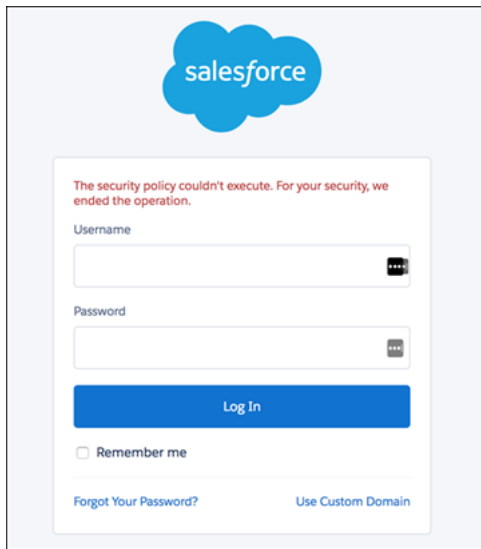 salesforce
The security policy couldn't execute. For your security, we
ended the operation.
Username
Password
Log In
Remember me
Forgot Your Password? Use Custom Domain